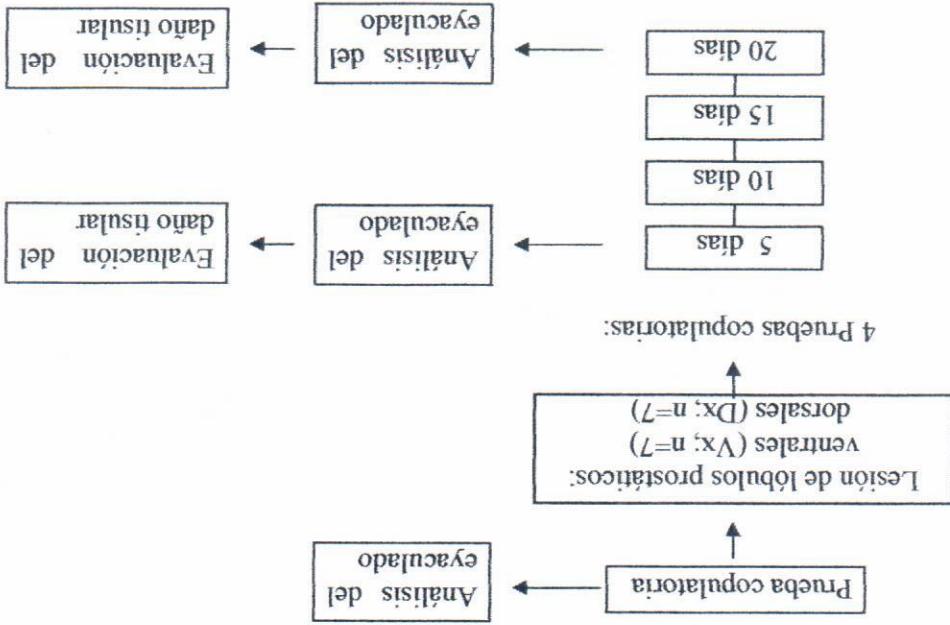 Prueba copulatoria
Análisis del
eyaculado
Lesión de lóbulos prostáticos:
ventrales (Vx; n=7)
dorsales (Dx; n=7)
4 Pruebas copulatorias:
5 días
Análisis del
eyaculado
Evaluación del
daño tisular
10 días
15 días
20 días
Análisis del
eyaculado
Evaluación del
daño tisular